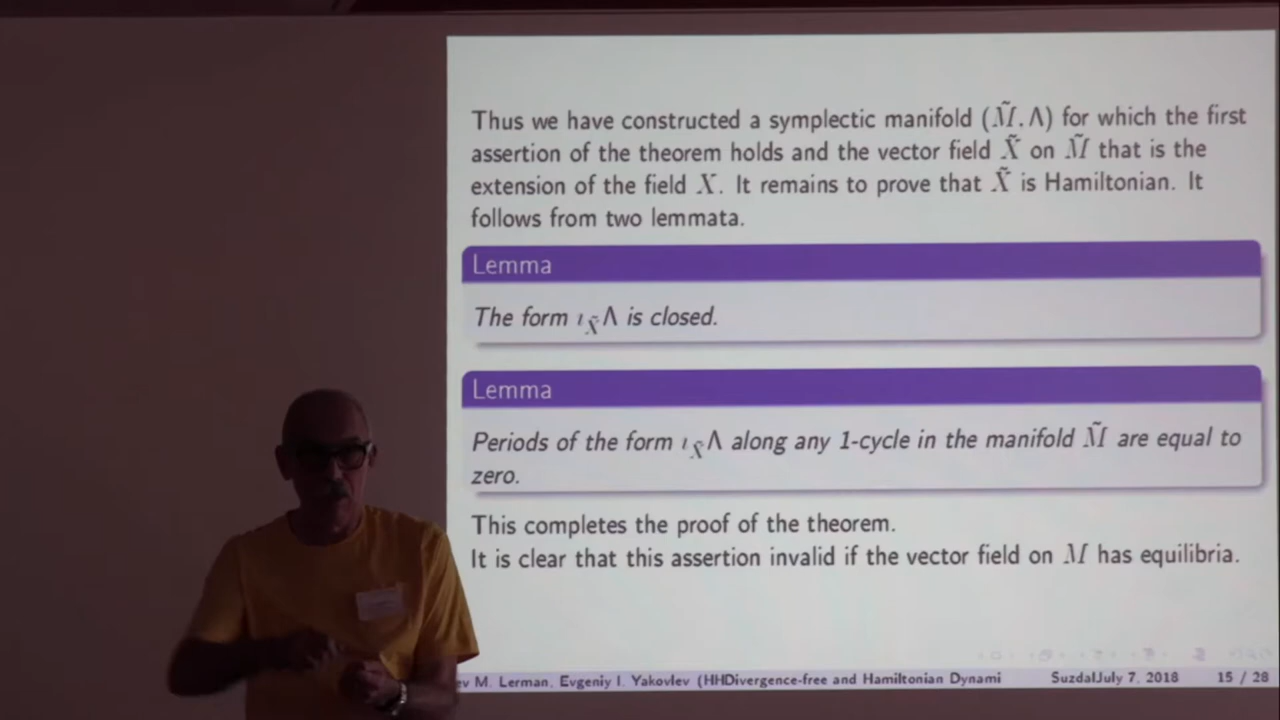 Thus we have constructed a symplectic manifold (M̃, Λ) for which the first
assertion of the theorem holds and the vector field X̃ on M̃ that is the
extension of the field X. It remains to prove that X̃ is Hamiltonian. It
follows from two lemmata.
Lemma
The form ι_X̃Λ is closed.
Lemma
Periods of the form ι_X̃Λ along any 1-cycle in the manifold M̃ are equal to
zero.
This completes the proof of the theorem.
It is clear that this assertion invalid if the vector field on M has equilibria.
ev M. Lerman, Evgeniy I. Yakovlev (HHDivergence-free and Hamiltonian Dynami SuzdalJuly 7, 2018 15 / 28